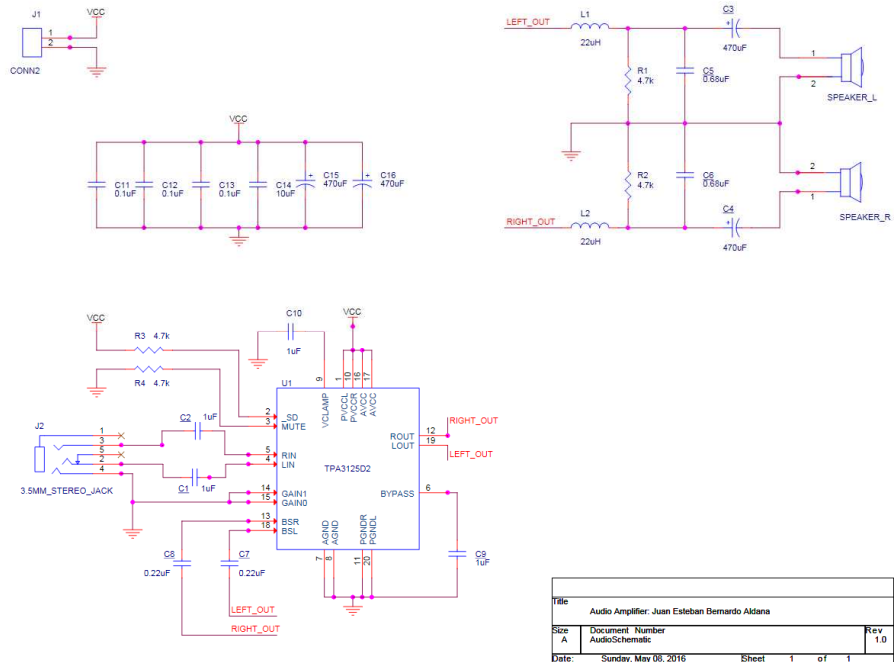 J1
VCC
1
2
CONN2
LEFT_OUT
L1
22uH
C3
470uF
R1
4.7k
C5
0.68uF
1
2
SPEAKER_L
R2
4.7k
C6
0.68uF
2
1
SPEAKER_R
RIGHT_OUT
L2
22uH
C4
470uF
VCC
C11
0.1uF
C12
0.1uF
C13
0.1uF
C14
10uF
C15
470uF
C16
470uF
VCC
R3 4.7k
R4 4.7k
C10
1uF
VCC
U1
9
1
10
16
17
VCLAMP
PVCCL
PVCCR
AVCC
AVCC
2
_SD
3
MUTE
J2
1
3
5
2
4
3.5MM_STEREO_JACK
C2
1uF
C1
1uF
5
RIN
4
LIN
TPA3125D2
ROUT
12
RIGHT_OUT
LOUT
19
LEFT_OUT
14
GAIN1
15
GAIN0
BYPASS
6
13
BSR
18
BSL
AGND
AGND
PGNDR
PGNDL
7
8
11
20
C8
0.22uF
C7
0.22uF
C9
1uF
LEFT_OUT
RIGHT_OUT
Title
Audio Amplifier: Juan Esteban Bernardo Aldana
Size
A
Document Number
AudioSchematic
Rev
1.0
Date: Sunday, May 08, 2016 Sheet 1 of 1